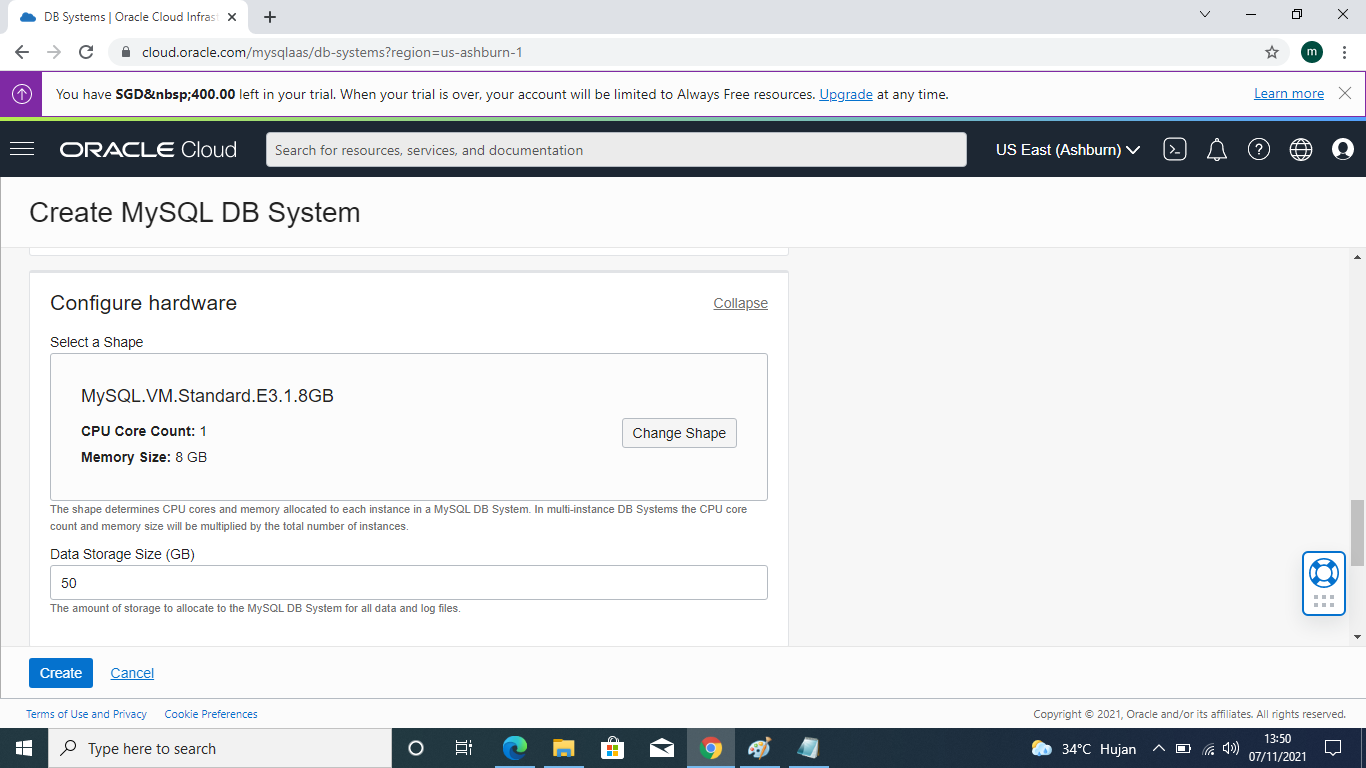 DB Systems | Oracle Cloud Infras
cloud.oracle.com/mysqlaas/db-systems?region=us-ashburn-1
m
You have SGD&nbsp;400.00 left in your trial. When your trial is over, your account will be limited to Always Free resources. Upgrade at any time.
Learn more
ORACLE Cloud
Search for resources, services, and documentation
US East (Ashburn)
Create MySQL DB System
Configure hardware
Collapse
Select a Shape
MySQL.VM.Standard.E3.1.8GB
CPU Core Count: 1
Change Shape
Memory Size: 8 GB
The shape determines CPU cores and memory allocated to each instance in a MySQL DB System. In multi-instance DB Systems the CPU core
count and memory size will be multiplied by the total number of instances.
Data Storage Size (GB)
50
The amount of storage to allocate to the MySQL DB System for all data and log files.
Create
Cancel
Terms of Use and Privacy
Cookie Preferences
Copyright © 2021, Oracle and/or its affiliates. All rights reserved.
Type here to search
34°C Hujan
13:50
07/11/2021